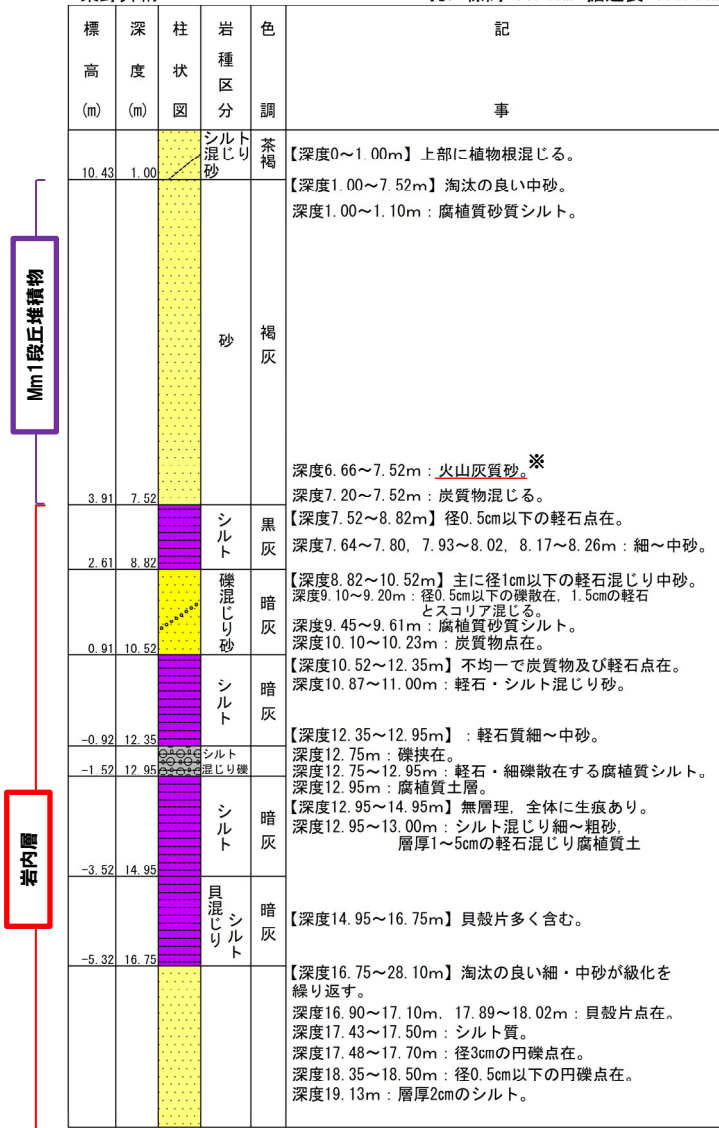 標高(m)
深度(m)
柱状図
岩種区分
色調
記事
10.43
1.00
シルト
混じり
砂
茶褐
【深度0～1.00m】上部に植物根混じる。
【深度1.00～7.52m】淘汰の良い中砂。
深度1.00～1.10m：腐植質砂質シルト。
Mm1段丘堆積物
砂
褐灰
深度6.66～7.52m：火山灰質砂。※
深度7.20～7.52m：炭質物混じる。
3.91
7.52
シルト
黒灰
【深度7.52～8.82m】径0.5cm以下の軽石点在。
深度7.64～7.80, 7.93～8.02, 8.17～8.26m：細～中砂。
2.61
8.82
礫混じり砂
暗灰
【深度8.82～10.52m】主に径1cm以下の軽石混じり中砂。
深度9.10～9.20m：径0.5cm以下の礫散在, 1.5cmの軽石
とスコリア混じる。
深度9.45～9.61m：腐植質砂質シルト。
深度10.10～10.23m：炭質物点在。
0.91
10.52
シルト
暗灰
【深度10.52～12.35m】不均一で炭質物及び軽石点在。
深度10.87～11.00m：軽石・シルト混じり砂。
-0.92
12.35
【深度12.35～12.95m】：軽石質細～中砂。
シルト
混じり礫
深度12.75m：礫挟在。
深度12.75～12.95m：軽石・細礫散在する腐植質シルト。
-1.52
12.95
深度12.95m：腐植質土層。
岩内層
シルト
暗灰
【深度12.95～14.95m】無層理, 全体に生痕あり。
深度12.95～13.00m：シルト混じり細～粗砂,
層厚1～5cmの軽石混じり腐植質土
-3.52
14.95
貝混じり
シルト
暗灰
【深度14.95～16.75m】貝殻片多く含む。
-5.32
16.75
【深度16.75～28.10m】淘汰の良い細・中砂が級化を
繰り返す。
深度16.90～17.10m, 17.89～18.02m：貝殻片点在。
深度17.43～17.50m：シルト質。
深度17.48～17.70m：径3cmの円礫点在。
深度18.35～18.50m：径0.5cm以下の円礫点在。
深度19.13m：層厚2cmのシルト。